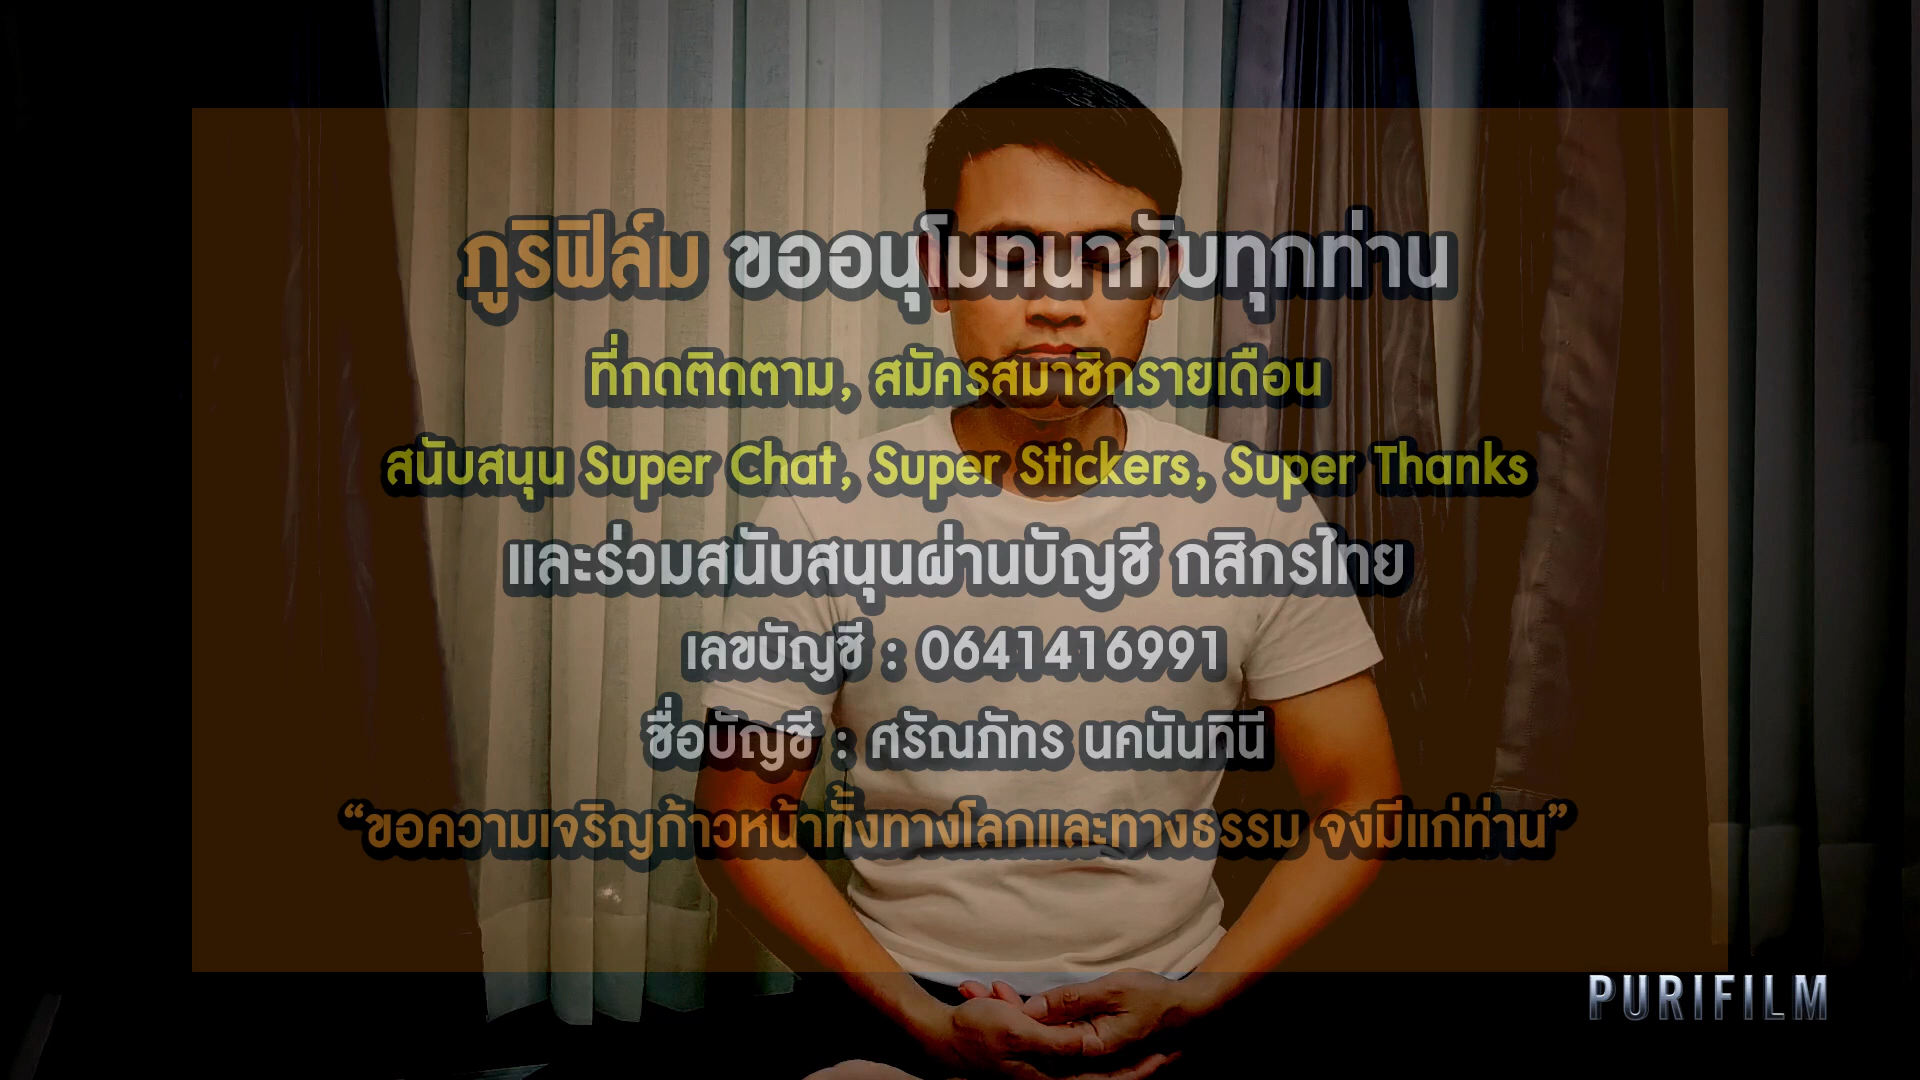 ภูริฟิล์ม ขออนุโมทนากับทุกท่าน
ที่กดติดตาม, สมัครสมาชิกรายเดือน
สนับสนุน Super Chat, Super Stickers, Super Thanks
และร่วมสนับสนุนผ่านบัญชี กสิกรไทย
เลขบัญชี : 0641416991
ชื่อบัญชี : ศรัณภัทร นคนันทินี
“ขอความเจริญก้าวหน้าทั้งทางโลกและทางธรรม จงมีแก่ท่าน”
PURIFILM